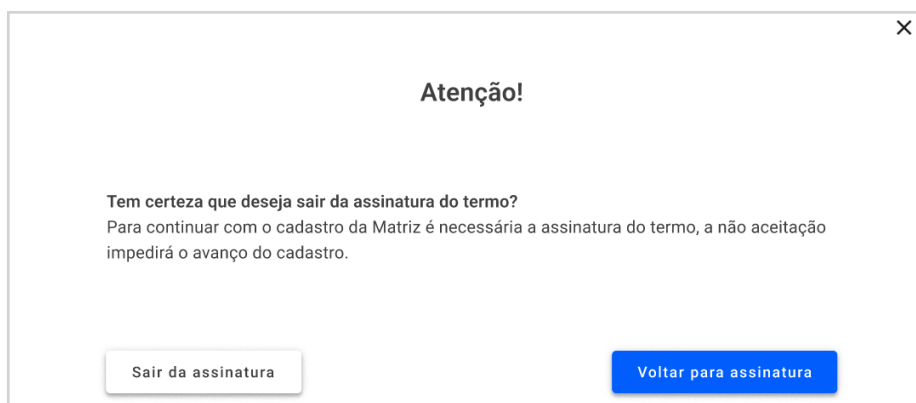 Atenção!
Tem certeza que deseja sair da assinatura do termo?
Para continuar com o cadastro da Matriz é necessária a assinatura do termo, a não aceitação
impedirá o avanço do cadastro.
Sair da assinatura
Voltar para assinatura